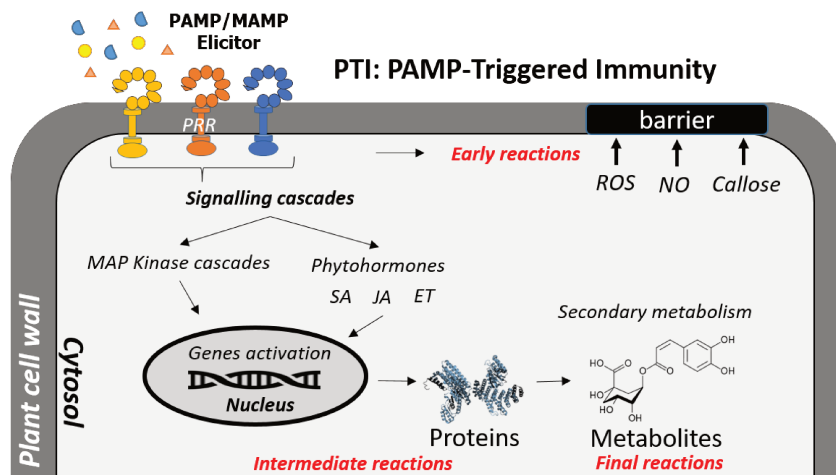 PAMP/MAMP
Elicitor
PTI: PAMP-Triggered Immunity
PRR
barrier
Early reactions
ROS NO Callose
Signalling cascades
MAP Kinase cascades
Phytohormones
SA JA ET
Secondary metabolism
Genes activation
Nucleus
Proteins
HO
O
O
O
OH
OH
HO
HO
OH
Metabolites
Intermediate reactions
Final reactions
Plant cell wall
Cytosol